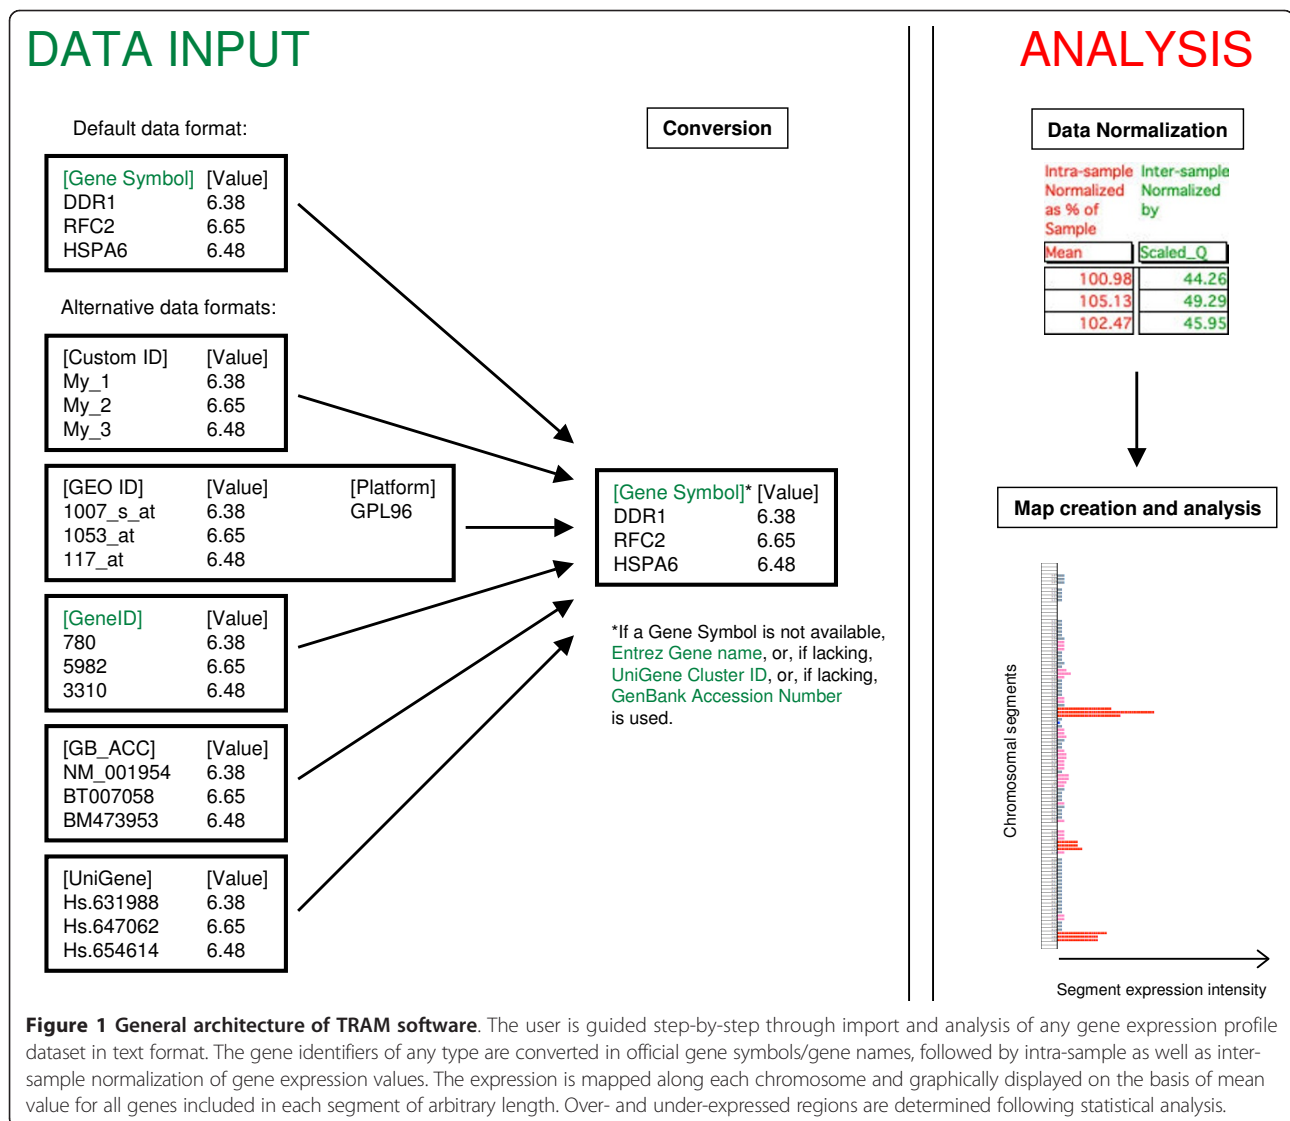 DATA INPUT
Default data format:
[Gene Symbol] [Value]
DDR1 6.38
RFC2 6.65
HSPA6 6.48
Alternative data formats:
[Custom ID] [Value]
My_1 6.38
My_2 6.65
My_3 6.48
[GEO ID] [Value] [Platform]
1007_s_at 6.38 GPL96
1053_at 6.65
117_at 6.48
[GeneID] [Value]
780 6.38
5982 6.65
3310 6.48
[GB_ACC] [Value]
NM_001954 6.38
BT007058 6.65
BM473953 6.48
[UniGene] [Value]
Hs.631988 6.38
Hs.647062 6.65
Hs.654614 6.48
Conversion
[Gene Symbol]* [Value]
DDR1 6.38
RFC2 6.65
HSPA6 6.48
*If a Gene Symbol is not available,
Entrez Gene name, or, if lacking,
UniGene Cluster ID, or, if lacking,
GenBank Accession Number
is used.
ANALYSIS
Data Normalization
Intra-sample Inter-sample
Normalized Normalized
as % of by
Sample
Mean Scaled_Q
100.98 44.26
105.13 49.29
102.47 45.95
Map creation and analysis
Chromosomal segments
Segment expression intensity
Figure 1 General architecture of TRAM software. The user is guided step-by-step through import and analysis of any gene expression profile
dataset in text format. The gene identifiers of any type are converted in official gene symbols/gene names, followed by intra-sample as well as inter-
sample normalization of gene expression values. The expression is mapped along each chromosome and graphically displayed on the basis of mean
value for all genes included in each segment of arbitrary length. Over- and under-expressed regions are determined following statistical analysis.